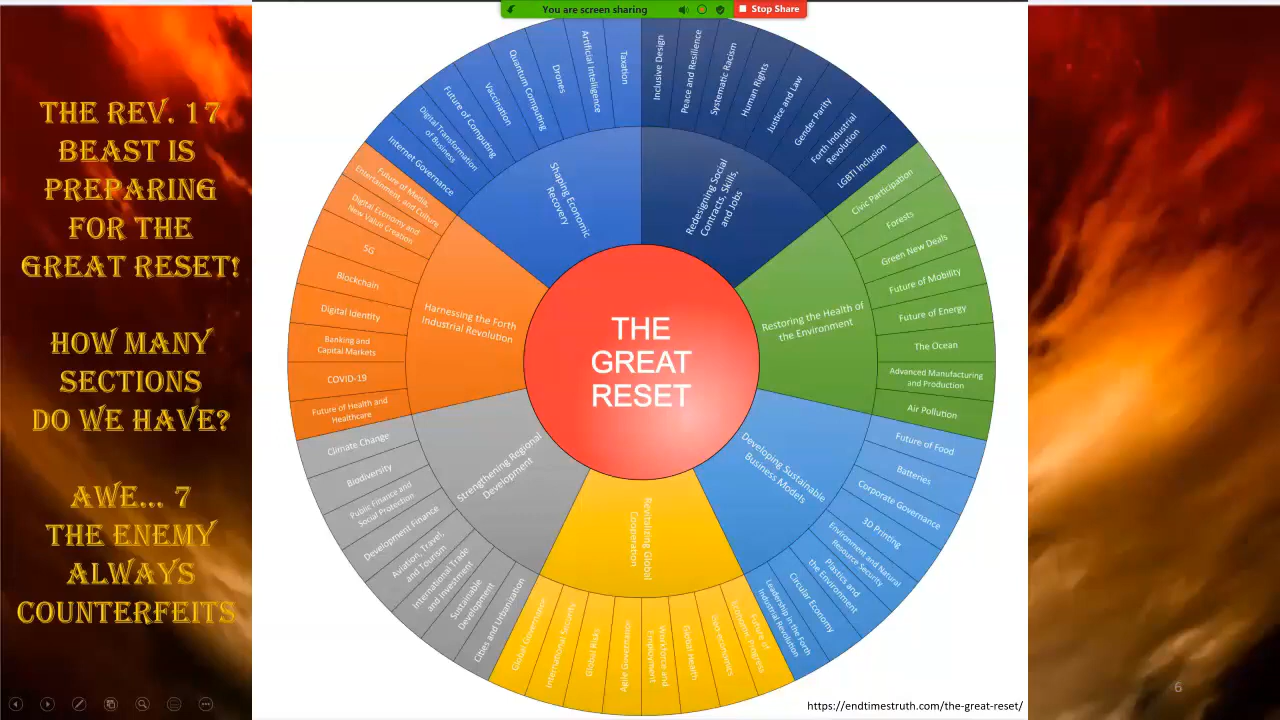 You are screen sharing
Stop Share
THE REV. 17
BEAST IS
PREPARING
FOR THE
GREAT RESET!
HOW MANY
SECTIONS
DO WE HAVE?
AWE... 7
THE ENEMY
ALWAYS
COUNTERFEITS
THE
GREAT
RESET
Redesigning Social
Contracts, Skills,
and Jobs
Inclusive Design
Peace and Resilience
Systematic Racism
Human Rights
Justice and Law
Gender Parity
Forth Industrial
Revolution
LGBTI Inclusion
Restoring the Health of
the Environment
Civic Participation
Forests
Green New Deals
Future of Mobility
Future of Energy
The Ocean
Advanced Manufacturing
and Production
Air Pollution
Developing Sustainable
Business Models
Future of Food
Batteries
Corporate Governance
3D Printing
Environment and Natural
Resource Security
Plastics and
the Environment
Circular Economy
Leadership in the Forth
Industrial Revolution
Revitalizing Global
Cooperation
Future of
Economic Progress
Geo-economics
Global Health
Workforce and
Employment
Agile Governance
Global Risks
International Security
Global Governance
Strengthening Regional
Development
Cities and Urbanization
Sustainable
Development
International Trade
and Investment
Aviation, Travel,
and Tourism
Development Finance
Public Finance and
Social Protection
Biodiversity
Climate Change
Harnessing the Forth
Industrial Revolution
Future of Health and
Healthcare
COVID-19
Banking and
Capital Markets
Digital Identity
Blockchain
5G
Digital Economy and
New Value Creation
Future of Media,
Entertainment, and Culture
Shaping Economic
Recovery
Internet Governance
Digital Transformation
of Business
Future of Computing
Vaccination
Quantum Computing
Drones
Artificial Intelligence
Taxation
6
https://endtimestruth.com/the-great-reset/